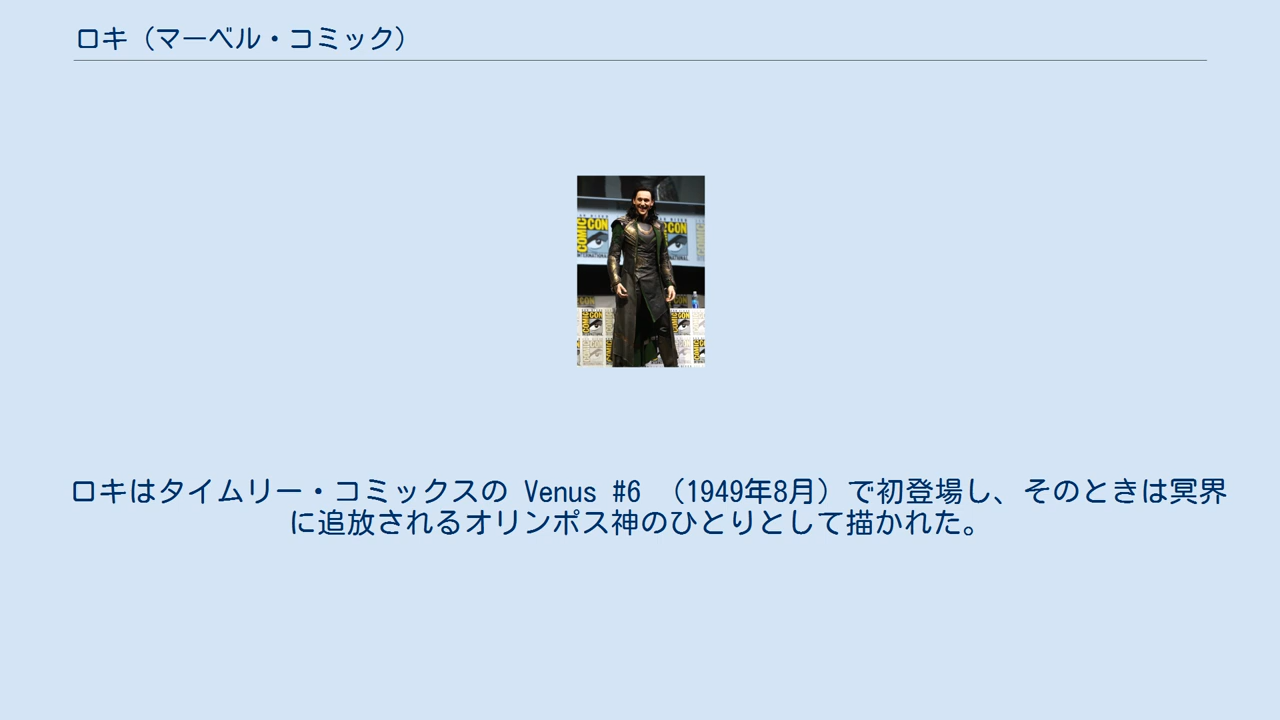 ロキ（マーベル・コミック）
COMIC CON
INTERNATIONAL
ロキはタイムリー・コミックスの Venus #6 （1949年8月）で初登場し、そのときは冥界
に追放されるオリンポス神のひとりとして描かれた。